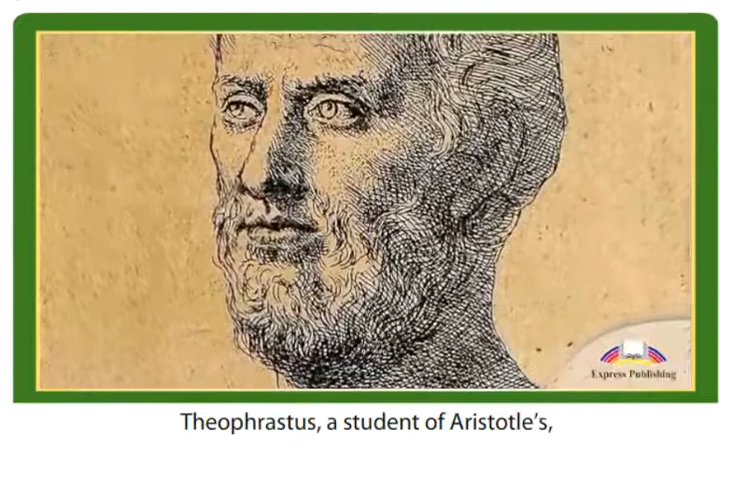 Express Publishing
Theophrastus, a student of Aristotle’s,